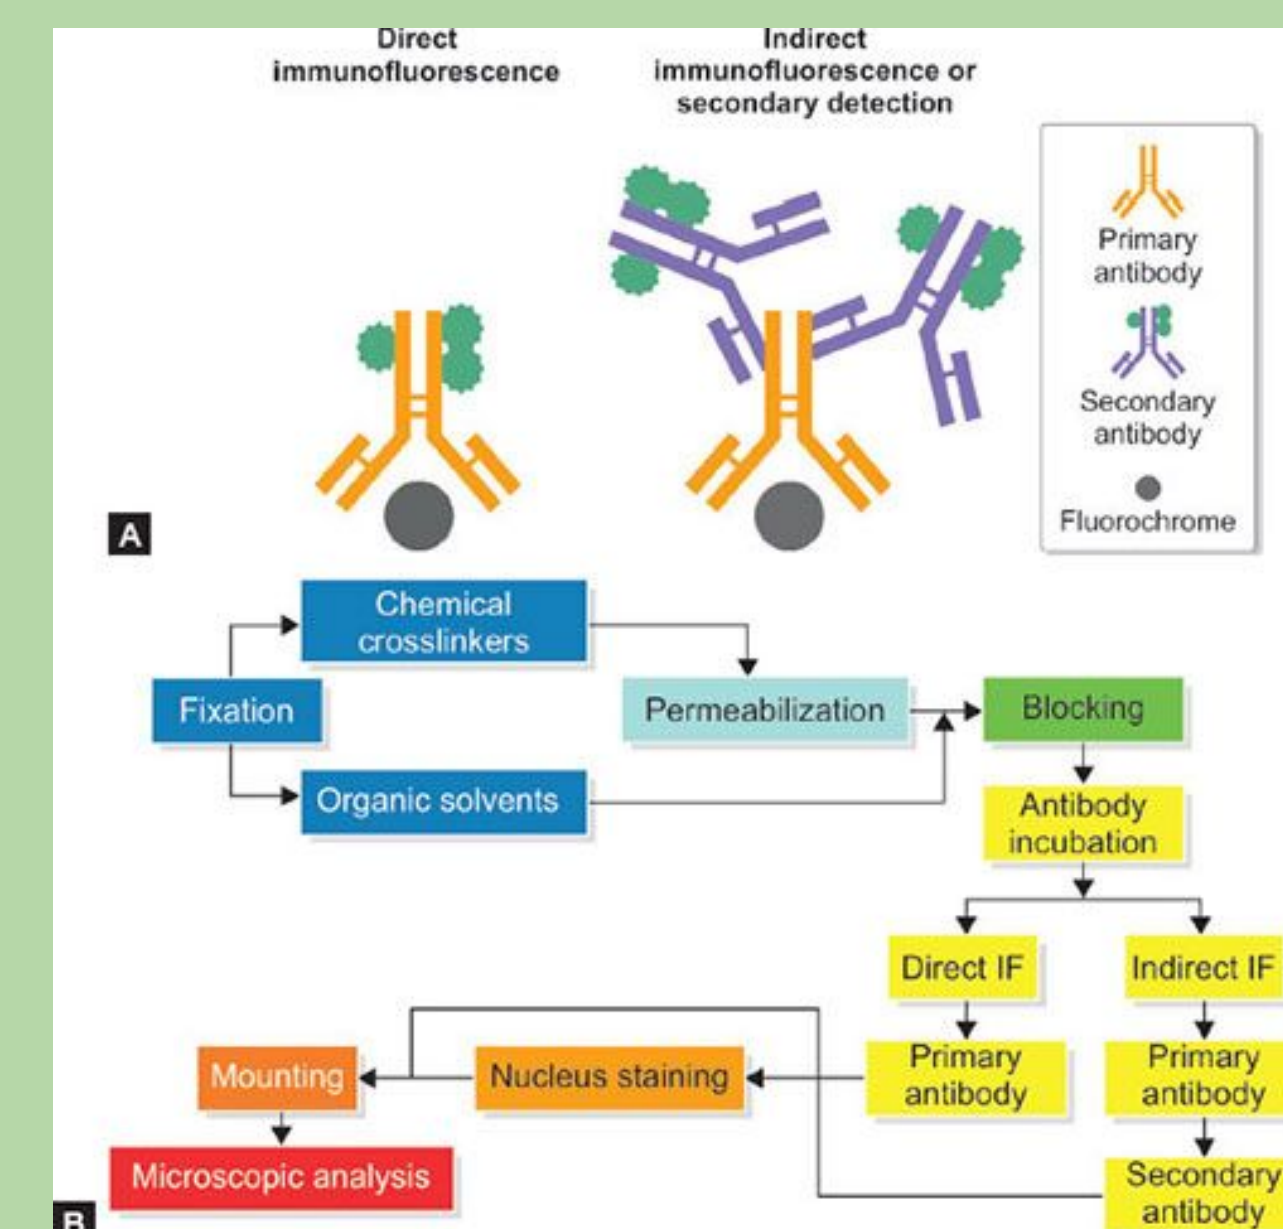 Direct
immunofluorescence
Indirect
immunofluorescence or
secondary detection
Primary
antibody
Secondary
antibody
Fluorochrome
A
Chemical
crosslinkers
Fixation
Permeabilization
Blocking
Organic solvents
Antibody
incubation
Direct IF
Indirect IF
Mounting
Nucleus staining
Primary
antibody
Primary
antibody
Microscopic analysis
Secondary
antibody
B